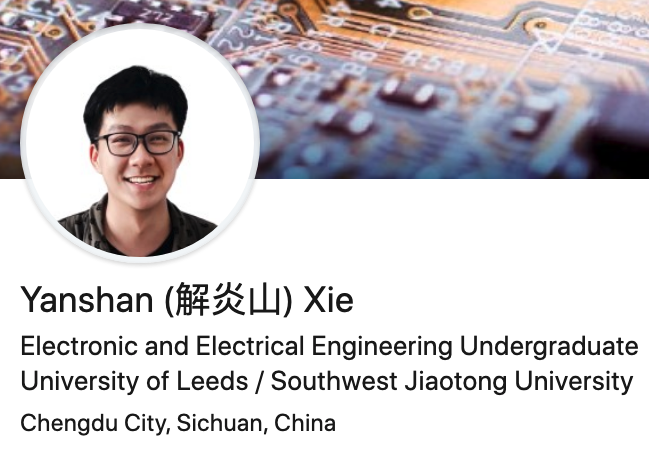 Yanshan (解炎山) Xie
Electronic and Electrical Engineering Undergraduate
University of Leeds / Southwest Jiaotong University
Chengdu City, Sichuan, China